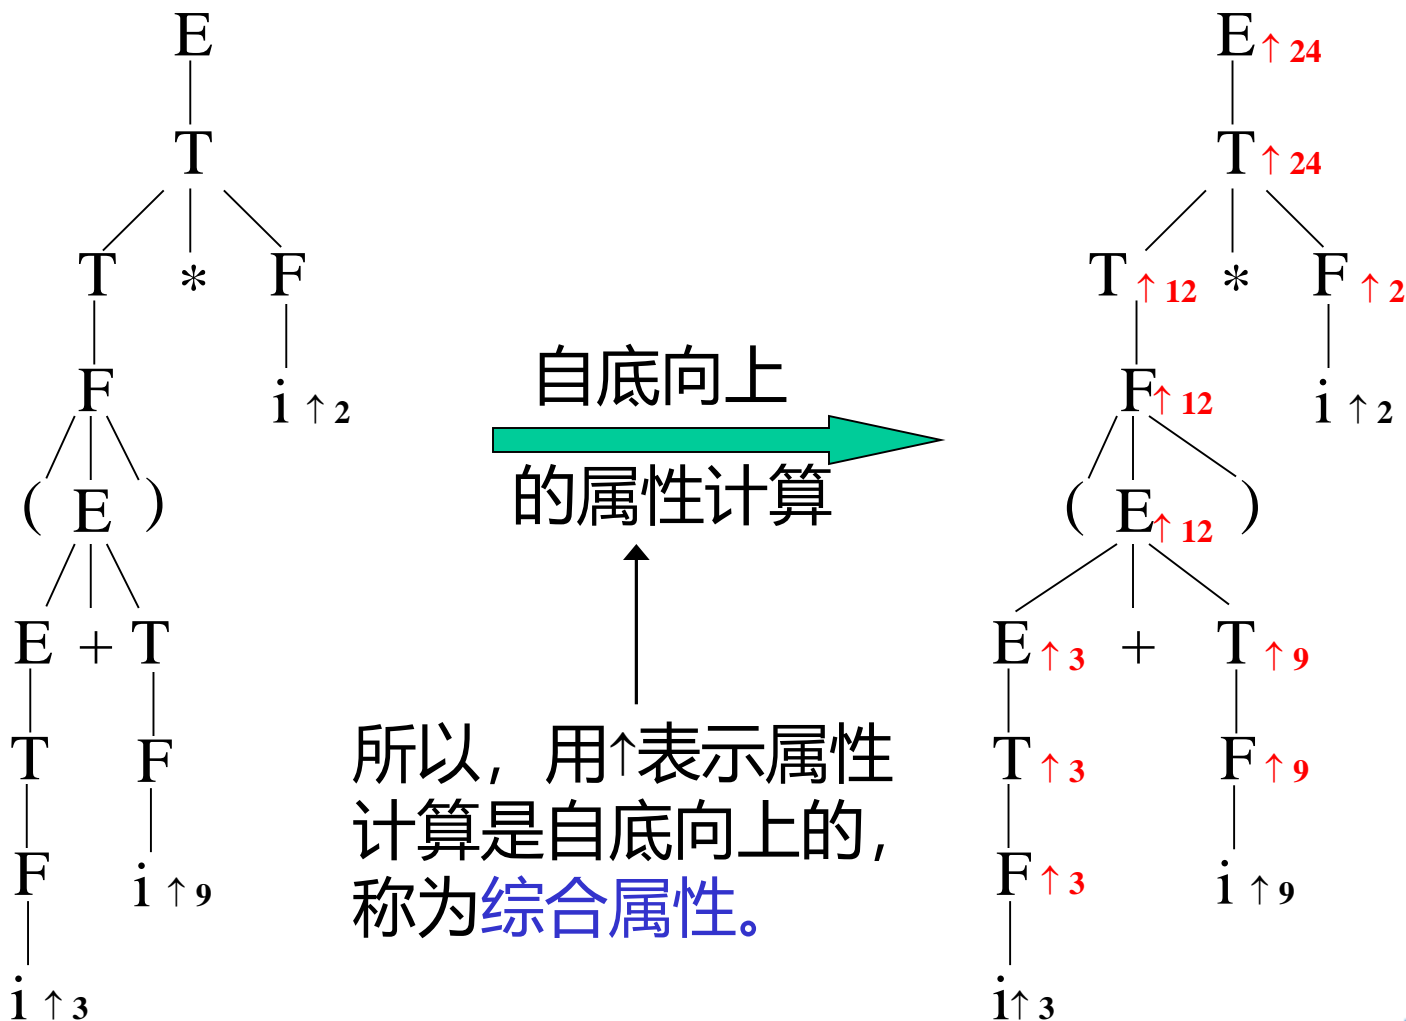 E
T
T * F
F
i ↑ 2
( E )
E + T
T
F
F
i ↑ 9
i ↑ 3
自底向上
的属性计算
所以，用↑表示属性
计算是自底向上的，
称为综合属性。
E ↑ 24
T ↑ 24
T ↑ 12 * F ↑ 2
F ↑ 12
i ↑ 2
( E ↑ 12 )
E ↑ 3 + T ↑ 9
T ↑ 3
F ↑ 9
F ↑ 3
i ↑ 9
i↑ 3